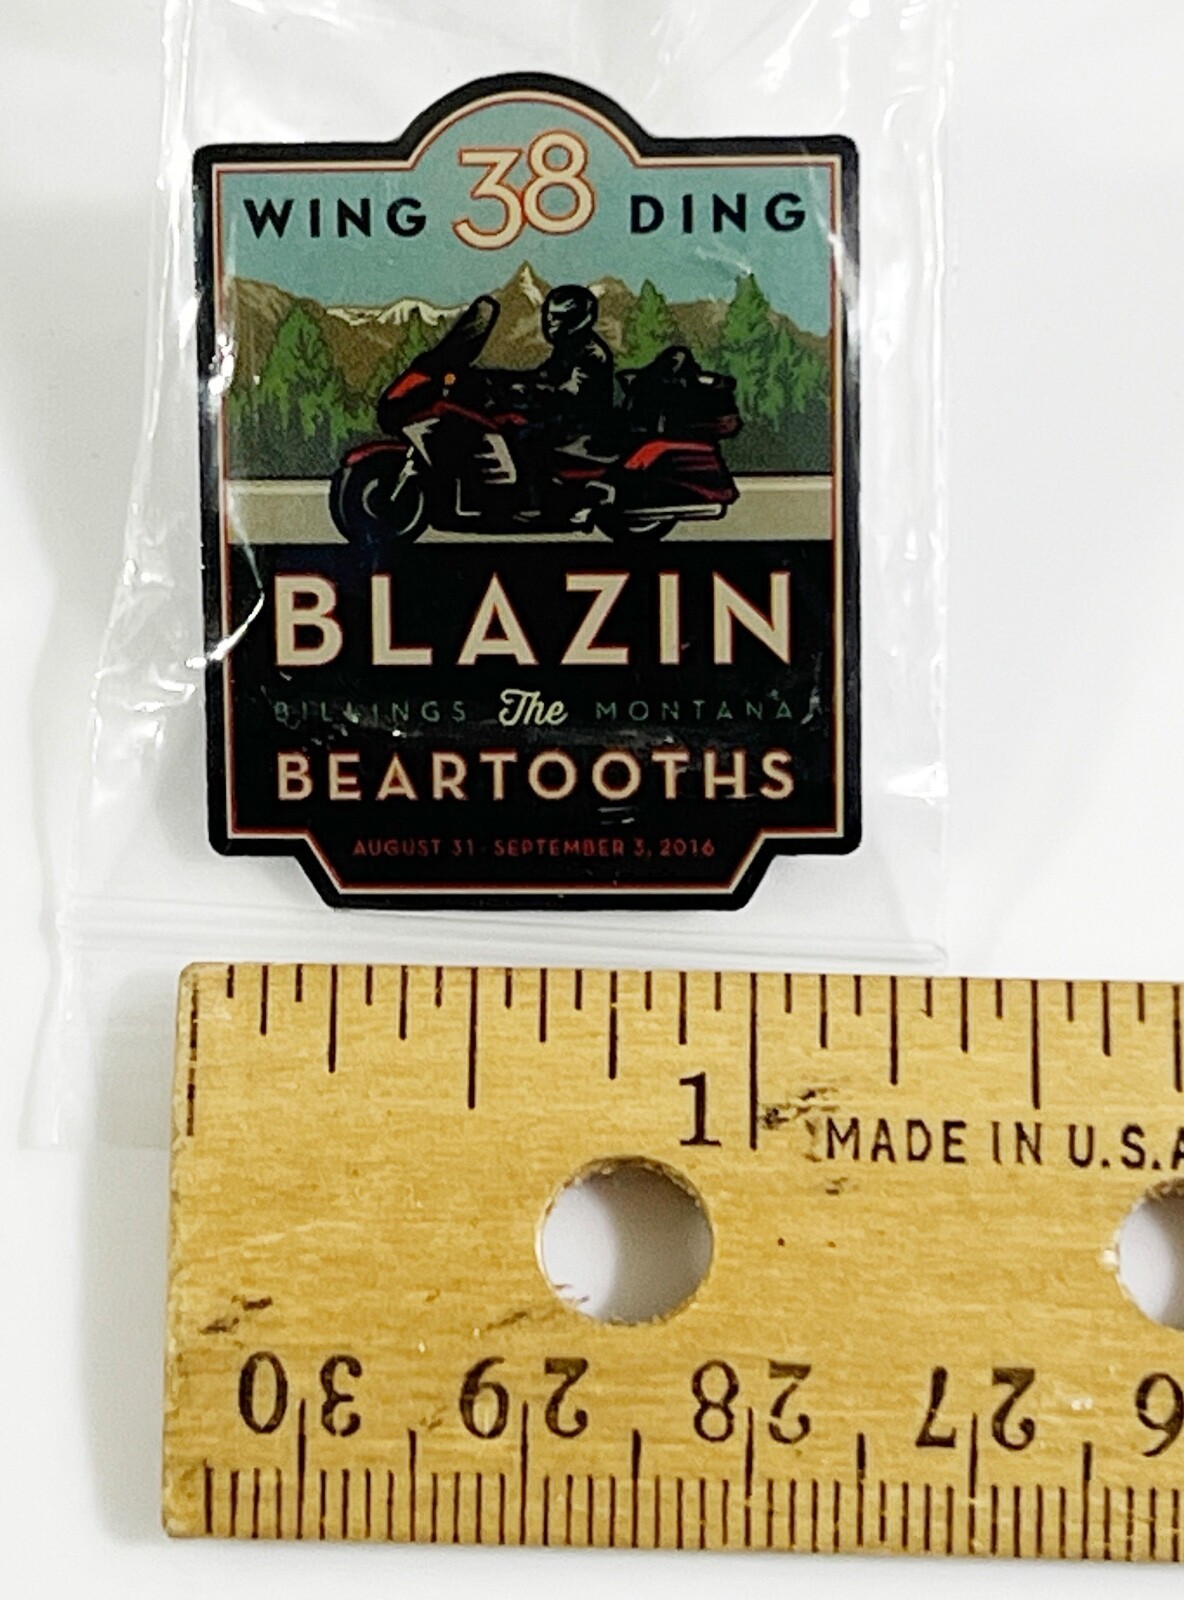 WING 38 DING
BLAZIN
BILLINGS The MONTANA
BEARTOOTHS
AUGUST 31 - SEPTEMBER 3, 2016
1
MADE IN U.S.A
30 29 28 27 6